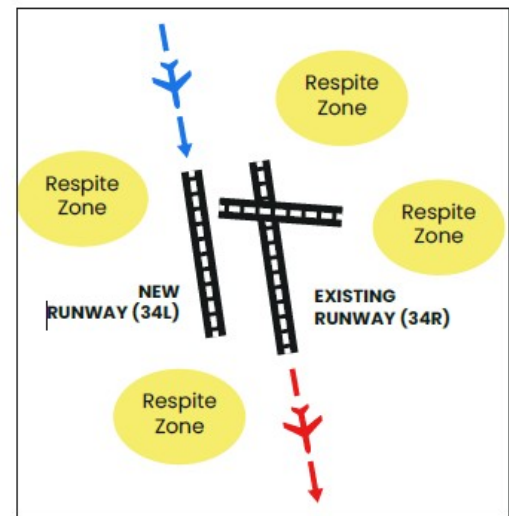 Respite
Zone
Respite
Zone
Respite
Zone
NEW
RUNWAY (34L)
EXISTING
RUNWAY (34R)
Respite
Zone